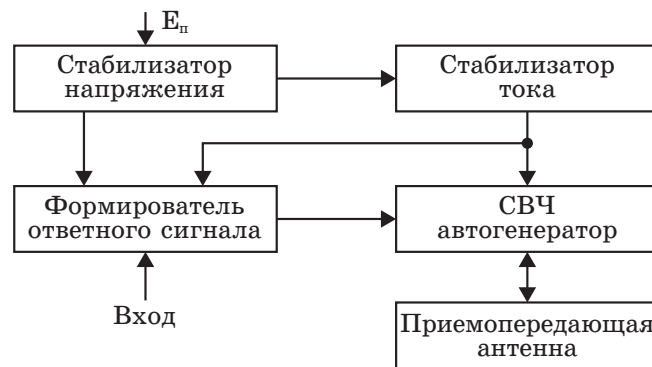 Eп
Стабилизатор
напряжения
Стабилизатор
тока
Формирователь
ответного сигнала
СВЧ
автогенератор
Вход
Приемопередающая
антенна